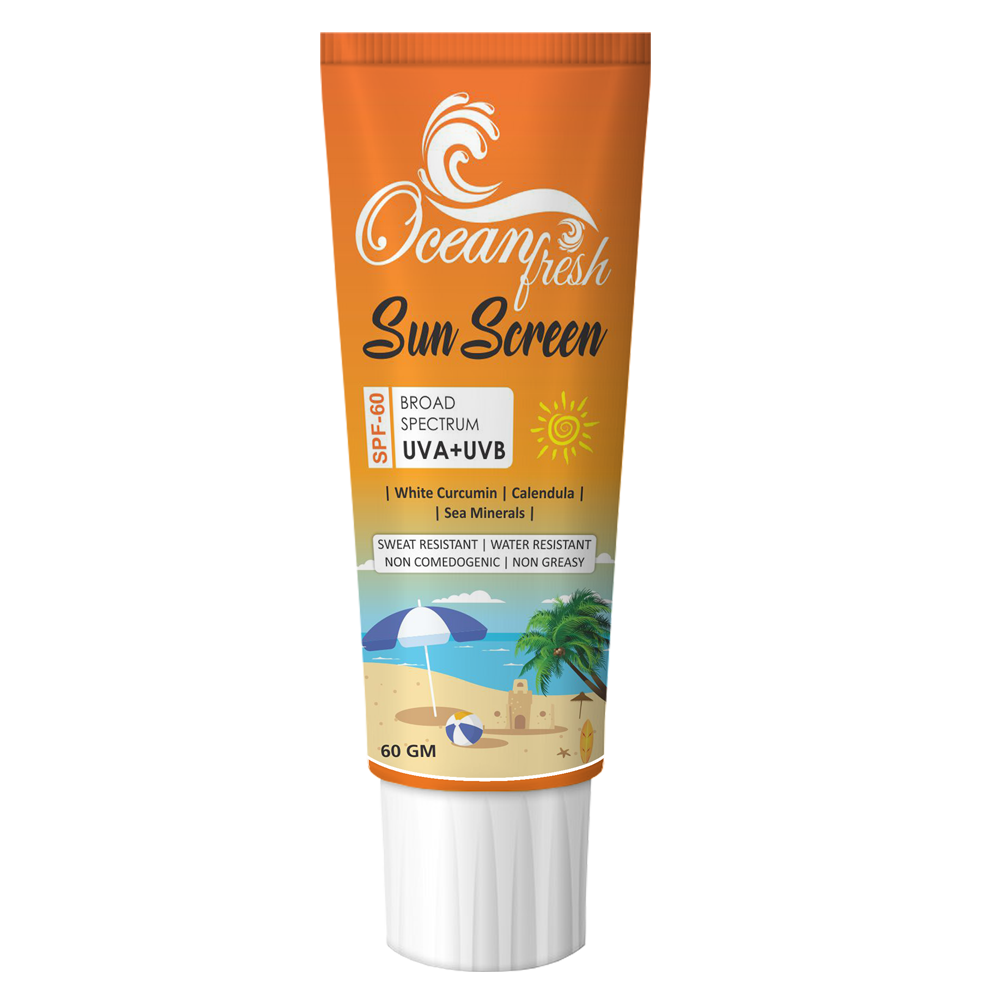 Ocean fresh
Sun Screen
SPF-60
BROAD
SPECTRUM
UVA+UVB
| White Curcumin | Calendula |
| Sea Minerals |
SWEAT RESISTANT | WATER RESISTANT
NON COMEDOGENIC | NON GREASY
60 GM